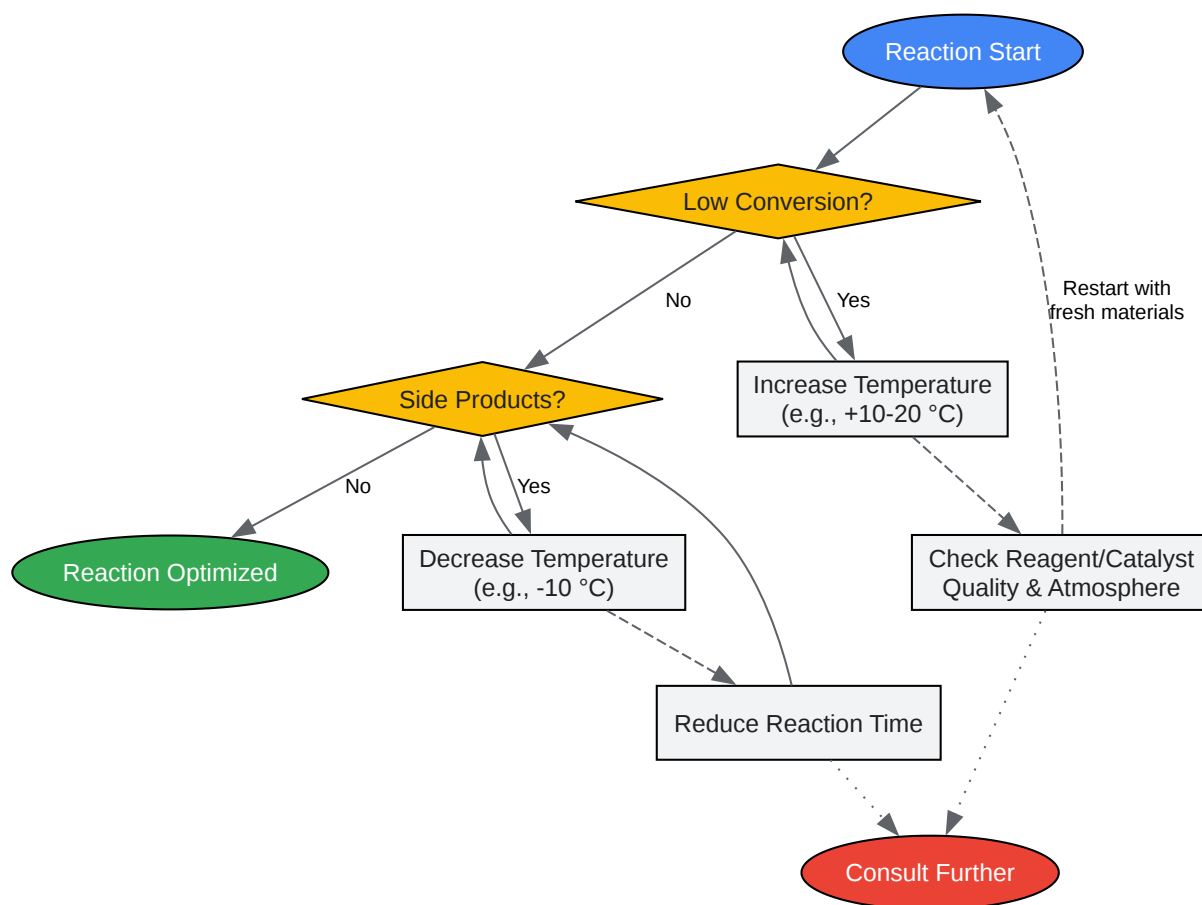 Reaction Start
Low Conversion?
No
Yes
Restart with
fresh materials
Side Products?
Increase Temperature
(e.g., +10-20 °C)
No
Yes
Reaction Optimized
Decrease Temperature
(e.g., -10 °C)
Check Reagent/Catalyst
Quality & Atmosphere
Reduce Reaction Time
Consult Further